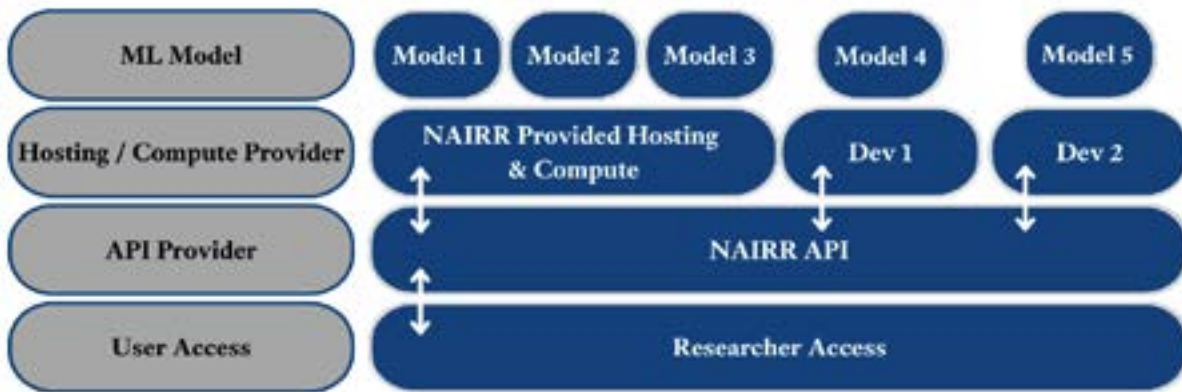 ML Model
Model 1
Model 2
Model 3
Model 4
Model 5
Hosting / Compute Provider
NAIRR Provided Hosting
& Compute
Dev 1
Dev 2
API Provider
NAIRR API
User Access
Researcher Access